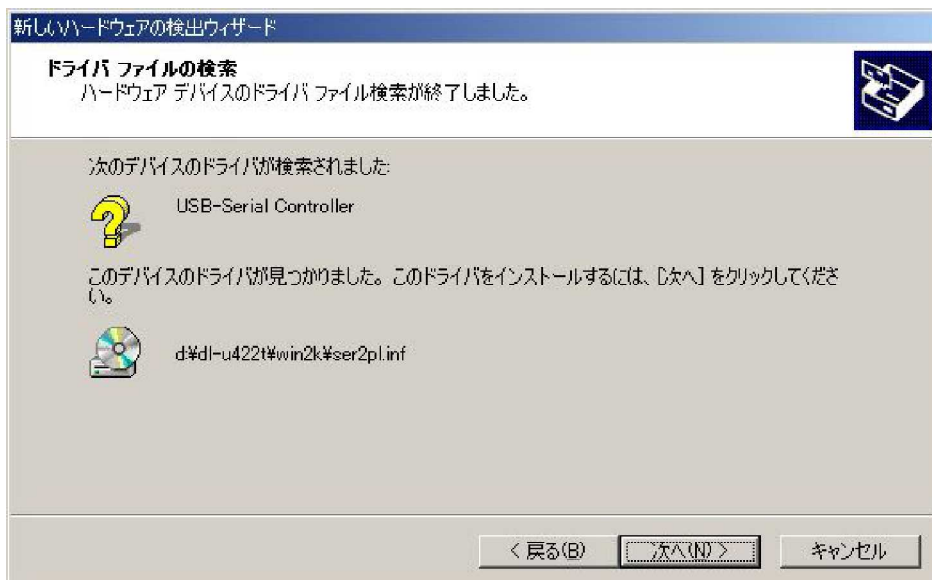 新しいハードウェアの検出ウィザード
ドライバ ファイルの検索
ハードウェア デバイスのドライバ ファイル検索が終了しました。
次のデバイスのドライバが検索されました:
USB-Serial Controller
このデバイスのドライバが見つかりました。このドライバをインストールするには、[次へ] をクリックしてくださ
い。
d:¥dl-u422t¥win2k¥ser2pl.inf
< 戻る(B)
次へ(N) >
キャンセル